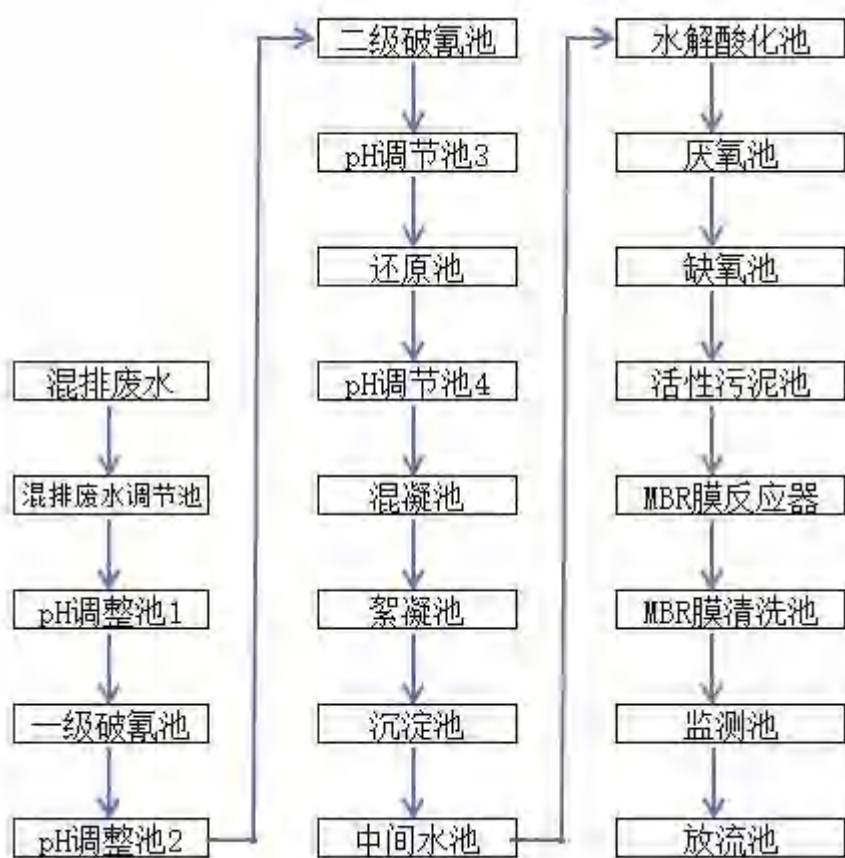 混排废水
混排废水调节池
pH调整池1
一级破氰池
pH调整池2
二级破氰池
pH调节池3
还原池
pH调节池4
混凝池
絮凝池
沉淀池
中间水池
水解酸化池
厌氧池
缺氧池
活性污泥池
MBR膜反应器
MBR膜清洗池
监测池
放流池